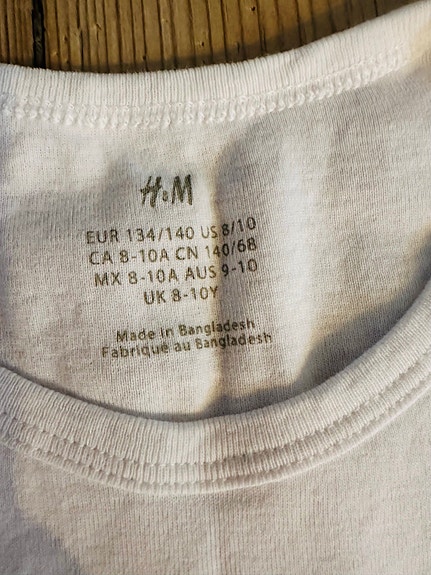 H&M
EUR 134/140 US 8/10
CA 8-10A CN 140/68
MX 8-10A AUS 9-10
UK 8-10Y
Made in Bangladesh
Fabriqué au Bangladesh